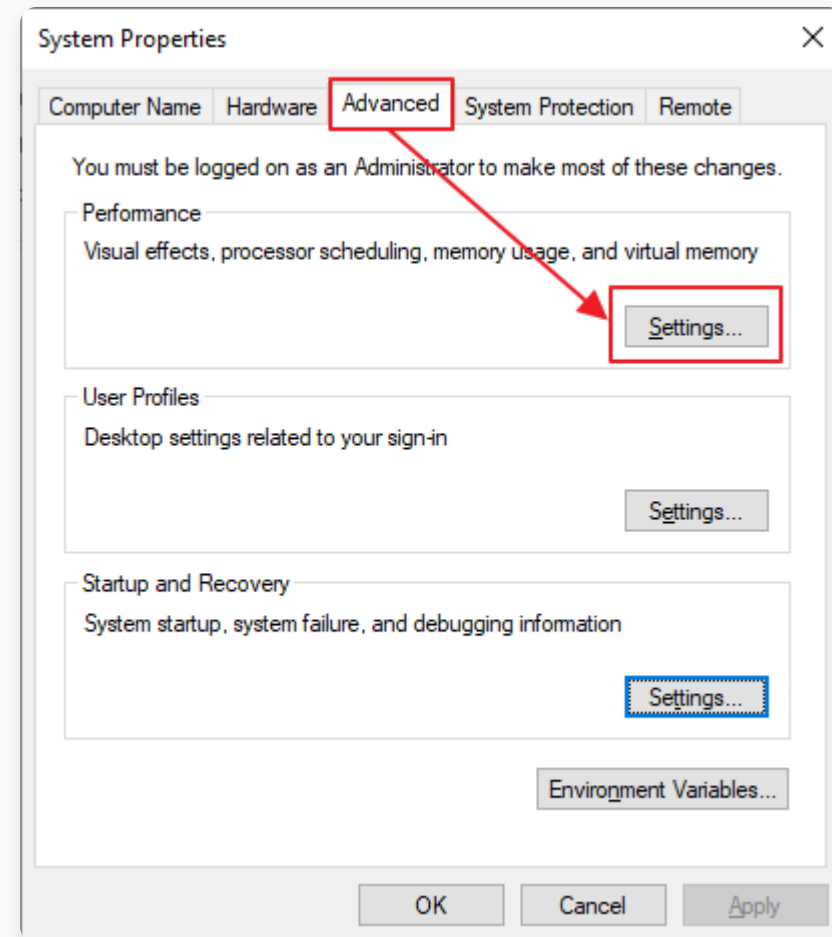 System Properties
Computer Name Hardware Advanced System Protection Remote
You must be logged on as an Administrator to make most of these changes.
Performance
Visual effects, processor scheduling, memory usage, and virtual memory
Settings...
User Profiles
Desktop settings related to your sign-in
Settings...
Startup and Recovery
System startup, system failure, and debugging information
Settings...
Environment Variables...
OK Cancel Apply